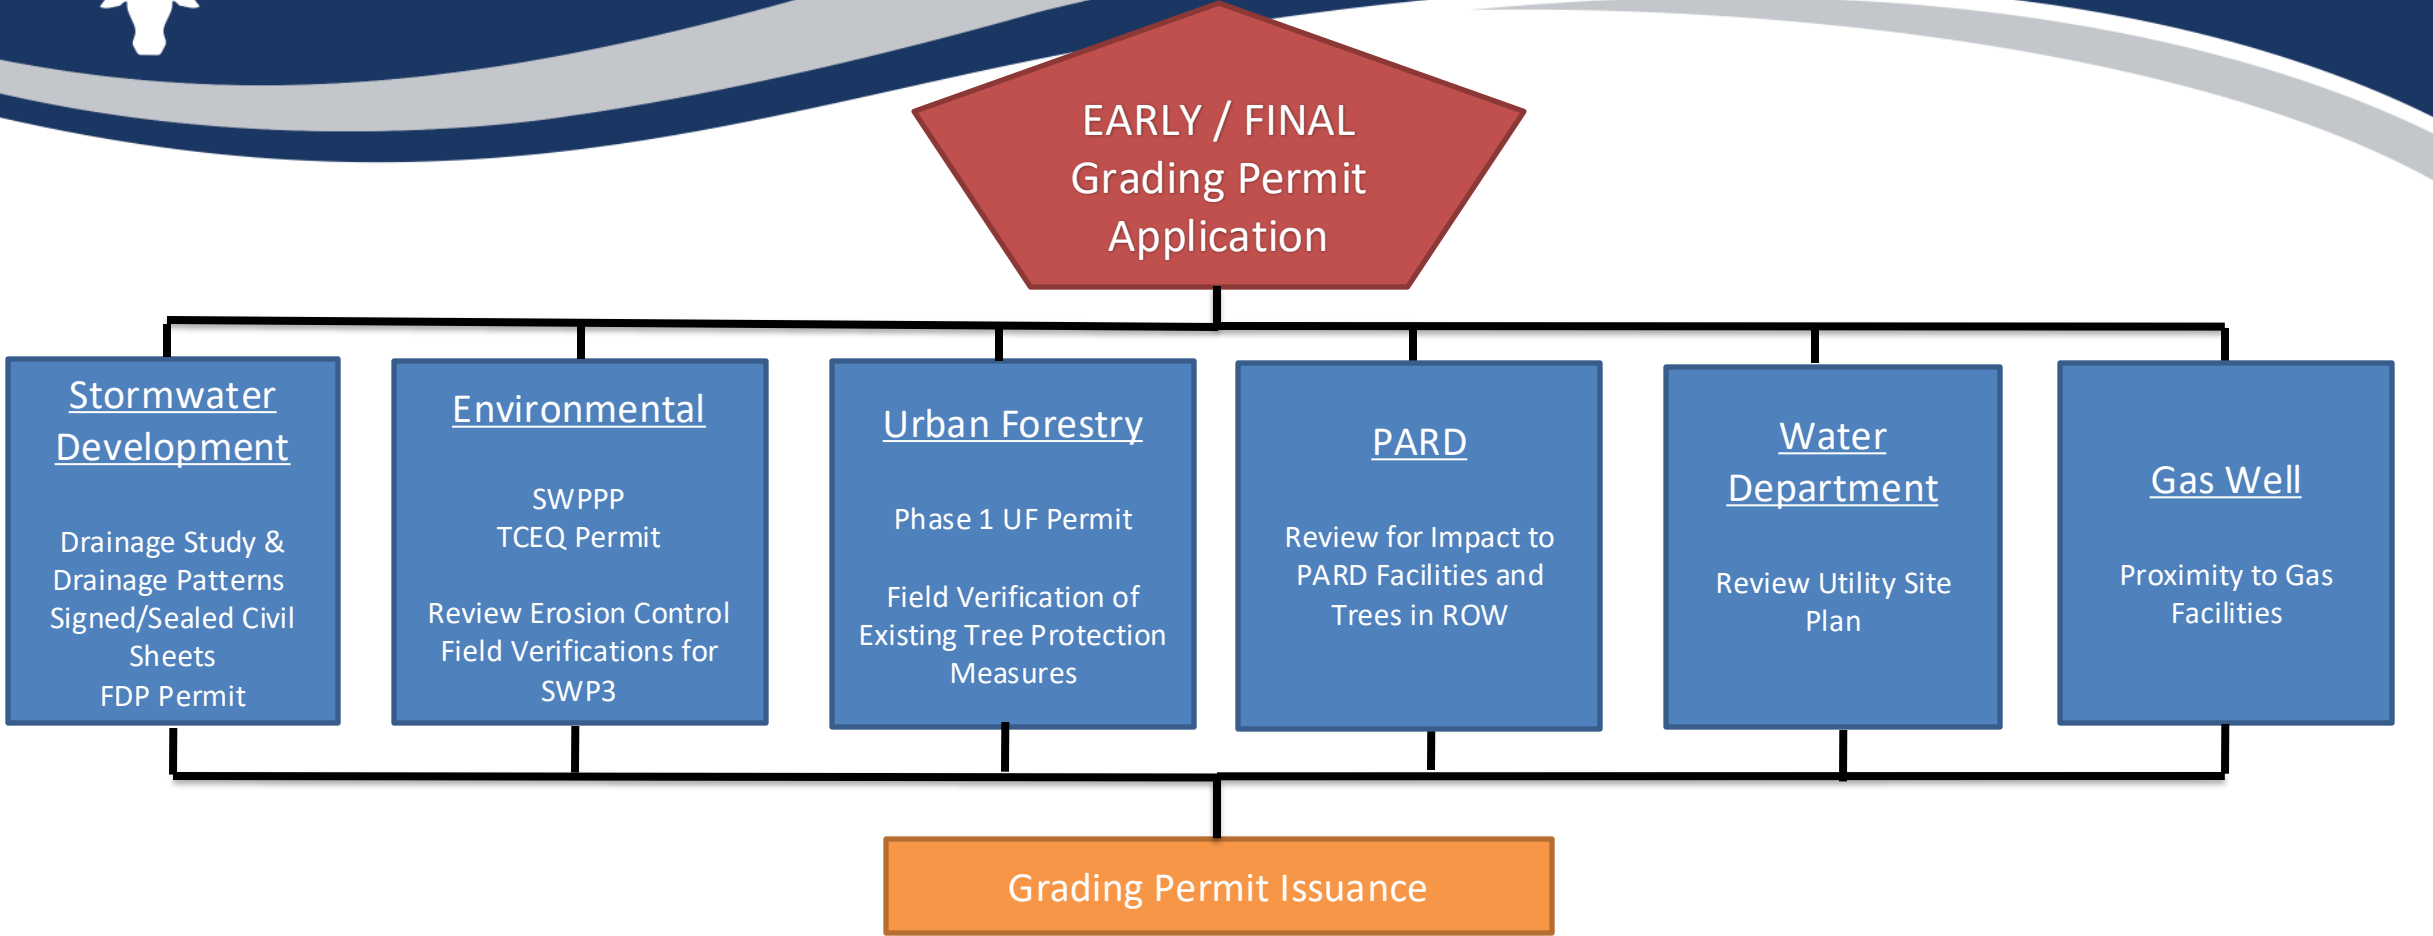 EARLY / FINAL
Grading Permit
Application
Stormwater
Development
Drainage Study &
Drainage Patterns
Signed/Sealed Civil
Sheets
FDP Permit
Environmental
SWPPP
TCEQ Permit
Review Erosion Control
Field Verifications for
SWP3
Urban Forestry
Phase 1 UF Permit
Field Verification of
Existing Tree Protection
Measures
PARD
Review for Impact to
PARD Facilities and
Trees in ROW
Water
Department
Review Utility Site
Plan
Gas Well
Proximity to Gas
Facilities
Grading Permit Issuance